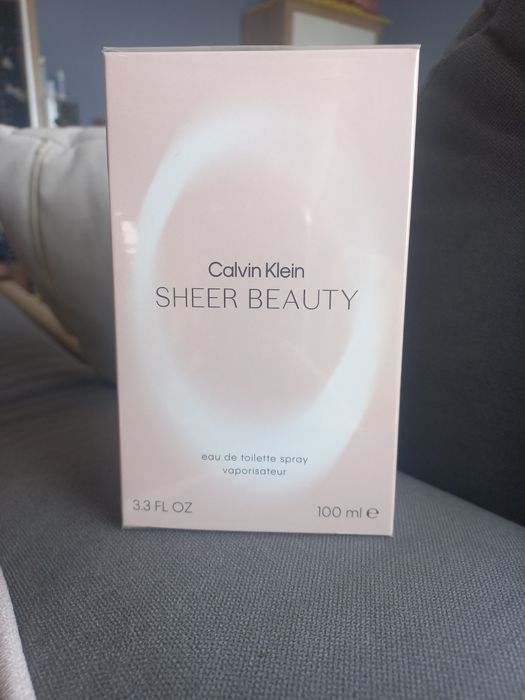 Calvin Klein
SHEER BEAUTY
eau de toilette spray
vaporisateur
3.3 FL OZ
100 ml ℮